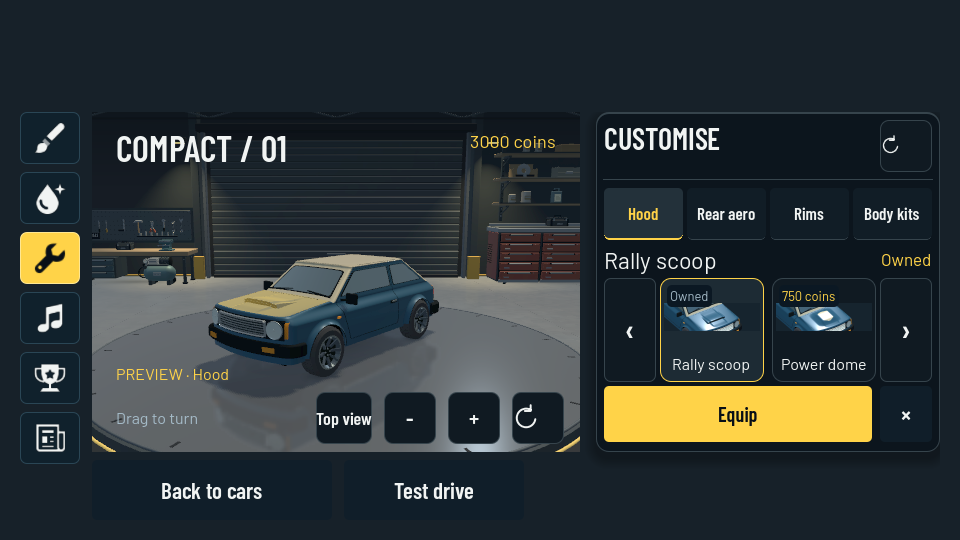 COMPACT / 01
3000 coins
PREVIEW · Hood
Drag to turn
Top view
-
+
Back to cars
Test drive
CUSTOMISE
Hood
Rear aero
Rims
Body kits
Rally scoop
Owned
‹
Owned
Rally scoop
750 coins
Power dome
›
Equip
×